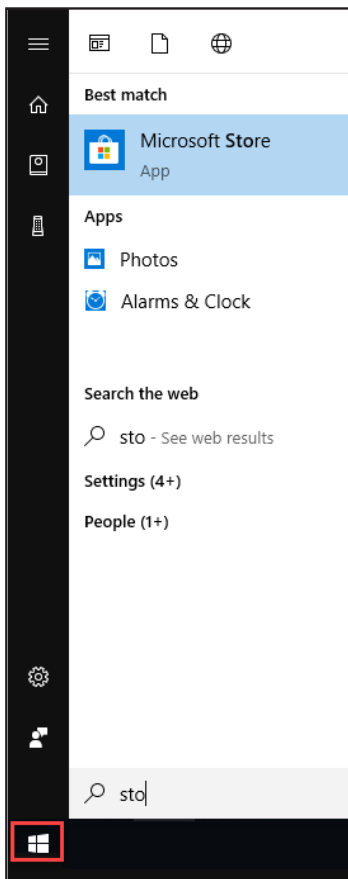 Best match
Microsoft Store
App
Apps
Photos
Alarms & Clock
Search the web
sto - See web results
Settings (4+)
People (1+)
sto